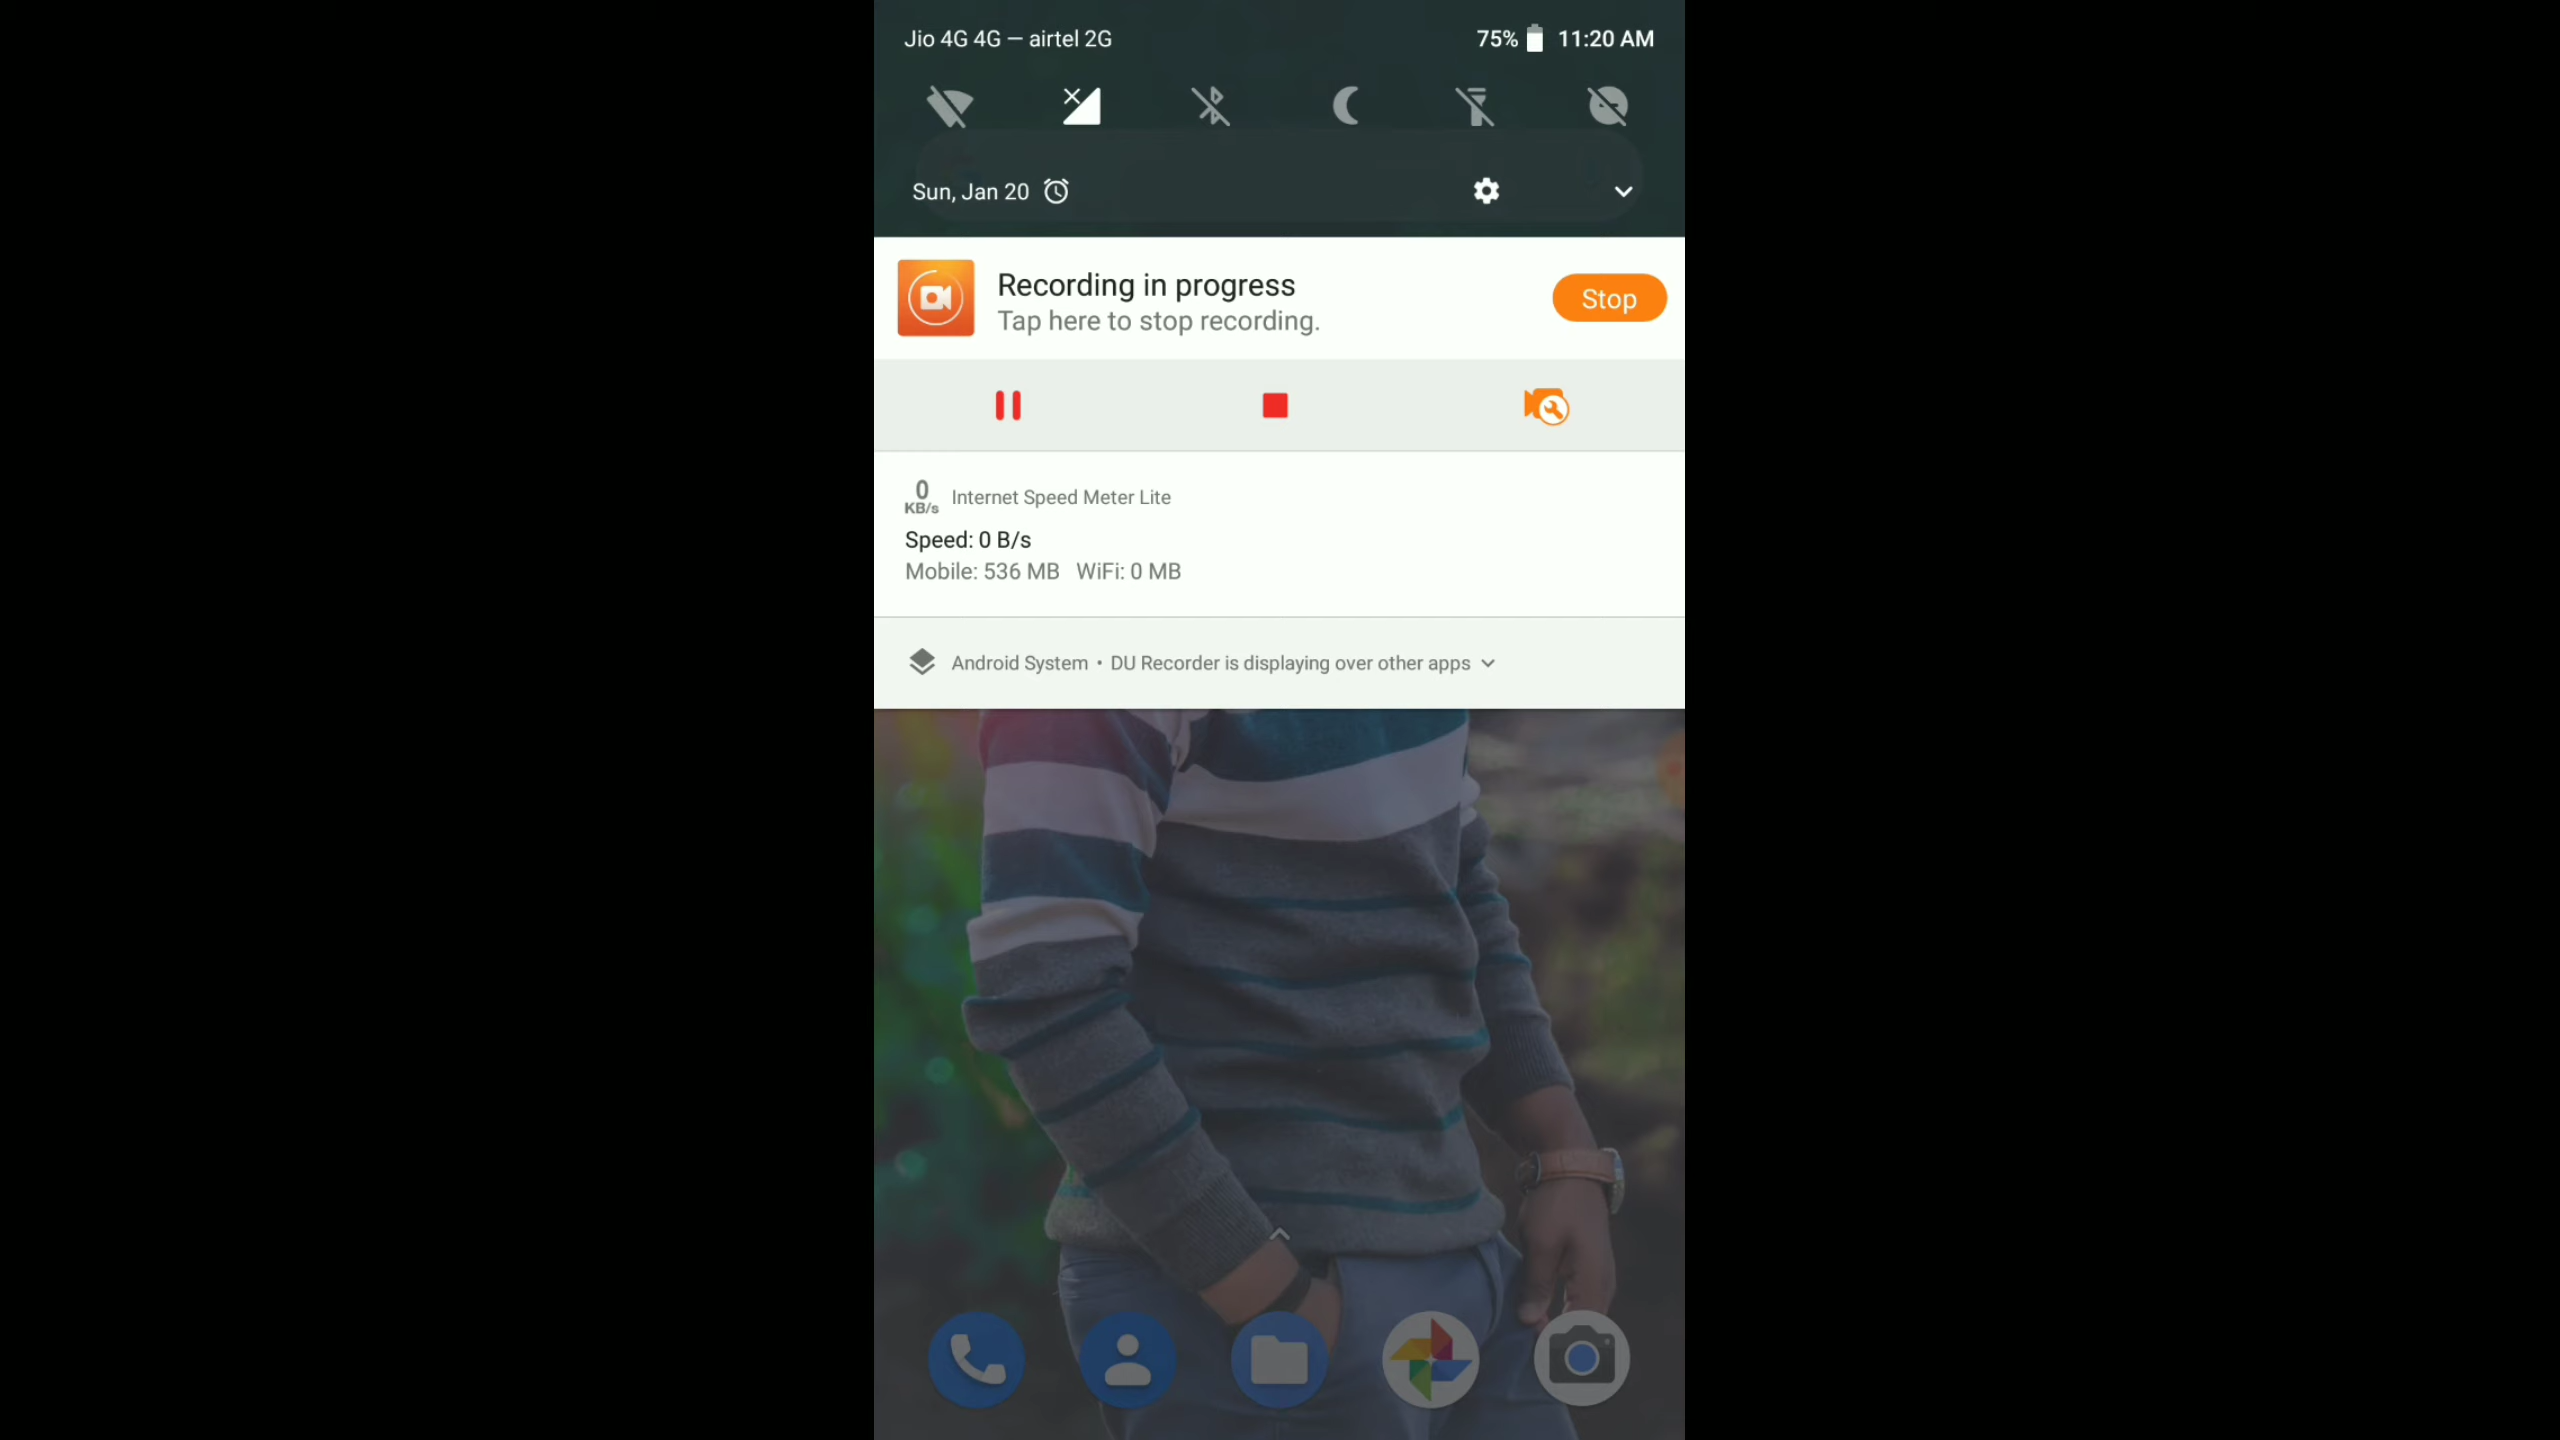 Jio 4G 4G — airtel 2G
75% 11:20 AM
Sun, Jan 20
Recording in progress
Tap here to stop recording.
Stop
0
KB/s
Internet Speed Meter Lite
Speed: 0 B/s
Mobile: 536 MB WiFi: 0 MB
Android System • DU Recorder is displaying over other apps